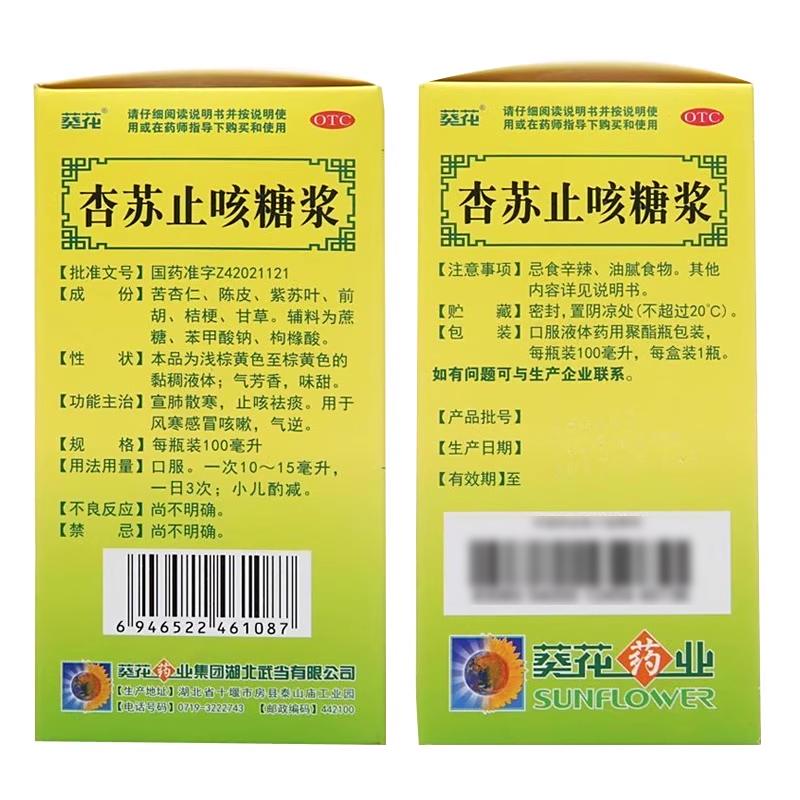 葵花®
请仔细阅读说明书并按说明使
用或在药师指导下购买和使用
OTC
杏苏止咳糖浆
【批准文号】国药准字Z42021121
【成 份】苦杏仁、陈皮、紫苏叶、前
胡、桔梗、甘草。辅料为蔗
糖、苯甲酸钠、枸橼酸。
【性 状】本品为浅棕黄色至棕黄色的
黏稠液体；气芳香，味甜。
【功能主治】宣肺散寒，止咳祛痰。用于
风寒感冒咳嗽，气逆。
【规 格】每瓶装100毫升
【用法用量】口服。一次10～15毫升，
一日3次；小儿酌减。
【不良反应】尚不明确。
【禁 忌】尚不明确。
6 946522 461087
葵花药业集团湖北武当有限公司
【生产地址】湖北省十堰市房县泰山庙工业园
【电话号码】0719-3222743 【邮政编码】442100
葵花®
请仔细阅读说明书并按说明使
用或在药师指导下购买和使用
OTC
杏苏止咳糖浆
【注意事项】忌食辛辣、油腻食物。其他
内容详见说明书。
【贮 藏】密封，置阴凉处(不超过20℃)。
【包 装】口服液体药用聚酯瓶包装，
每瓶装100毫升，每盒装1瓶。
如有问题可与生产企业联系。
【产品批号】
【生产日期】
【有效期】至
葵花药业
SUNFLOWER